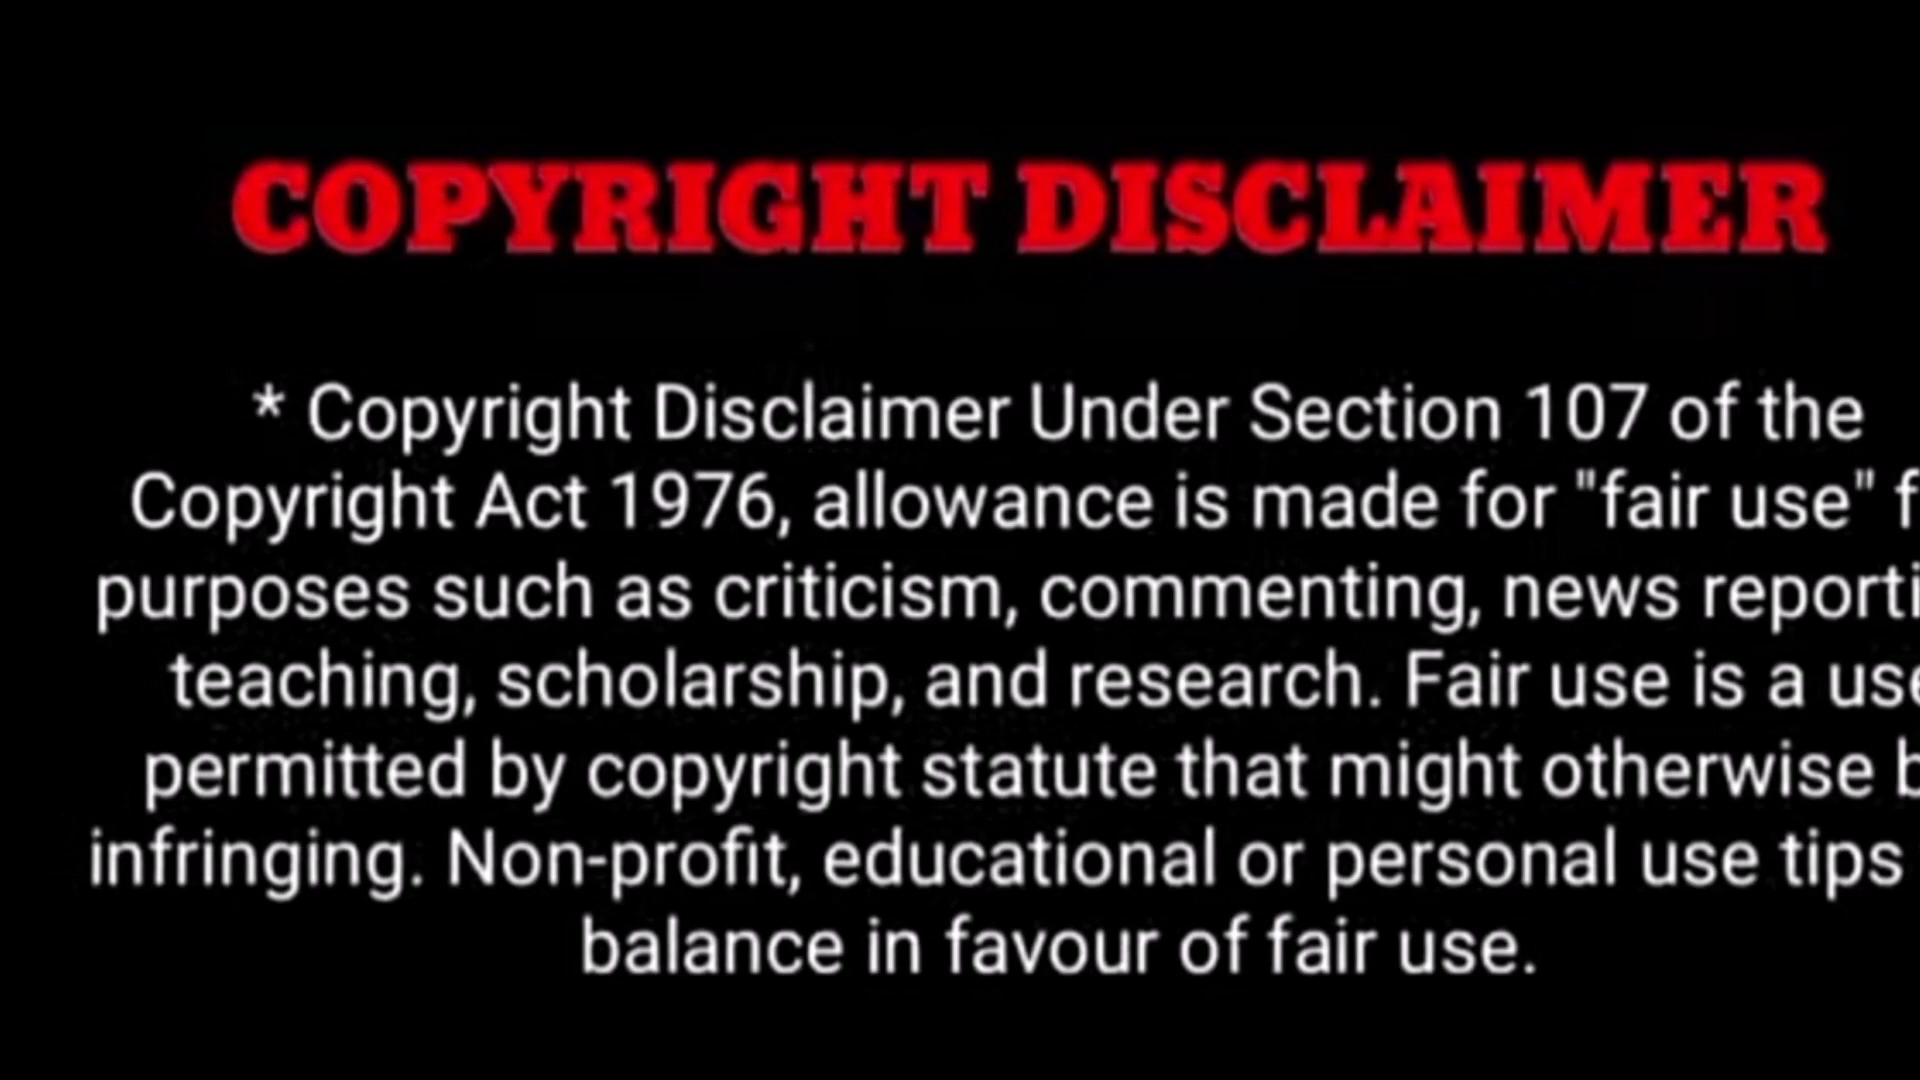 COPYRIGHT DISCLAIMER
* Copyright Disclaimer Under Section 107 of the
Copyright Act 1976, allowance is made for "fair use" f
purposes such as criticism, commenting, news reporti
teaching, scholarship, and research. Fair use is a use
permitted by copyright statute that might otherwise b
infringing. Non-profit, educational or personal use tips
balance in favour of fair use.